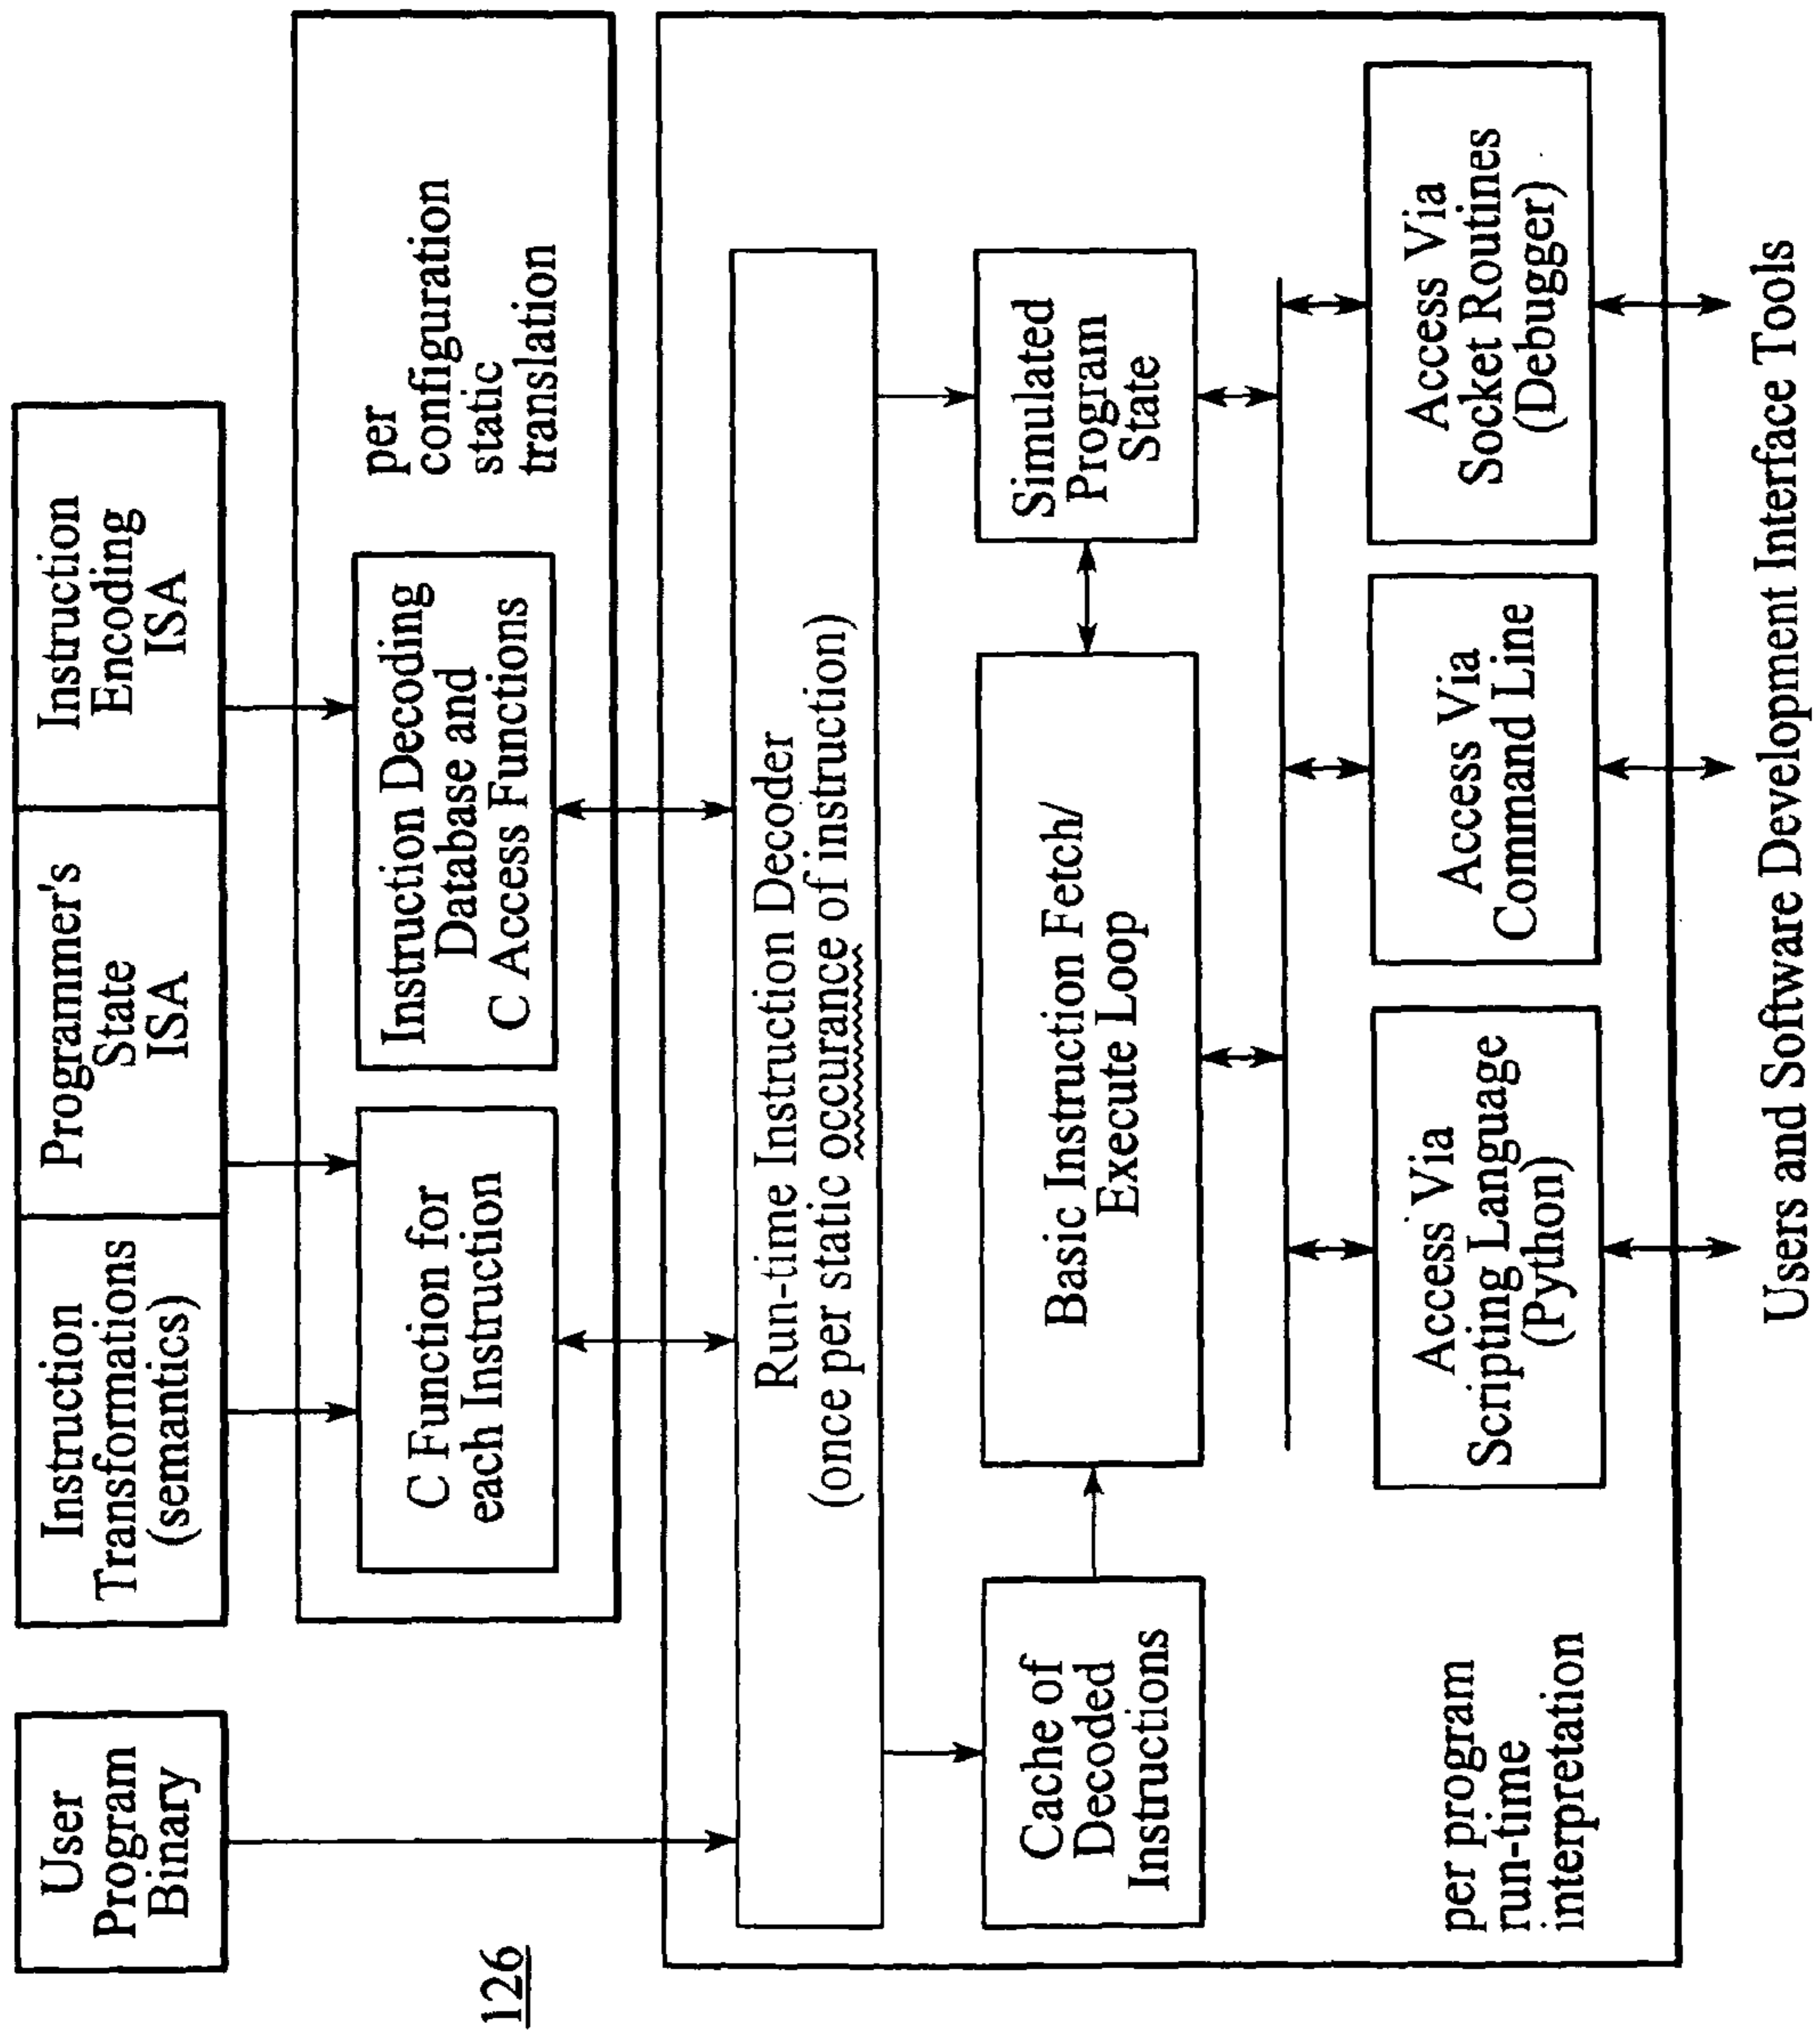 User
Program
Binary
Instruction
Transformations
(semantics)
Programmer's
State
ISA
Instruction
Encoding
ISA
126
C Function for
each Instruction
Instruction Decoding
Database and
C Access Functions
per
configuration
static
translation
Run-time Instruction Decoder
(once per static occurance of instruction)
Cache of
Decoded
Instructions
Basic Instruction Fetch/
Execute Loop
Simulated
Program
State
per program
run-time
interpretation
Access Via
Scripting Language
(Python)
Access Via
Command Line
Access Via
Socket Routines
(Debugger)
Users and Software Development Interface Tools